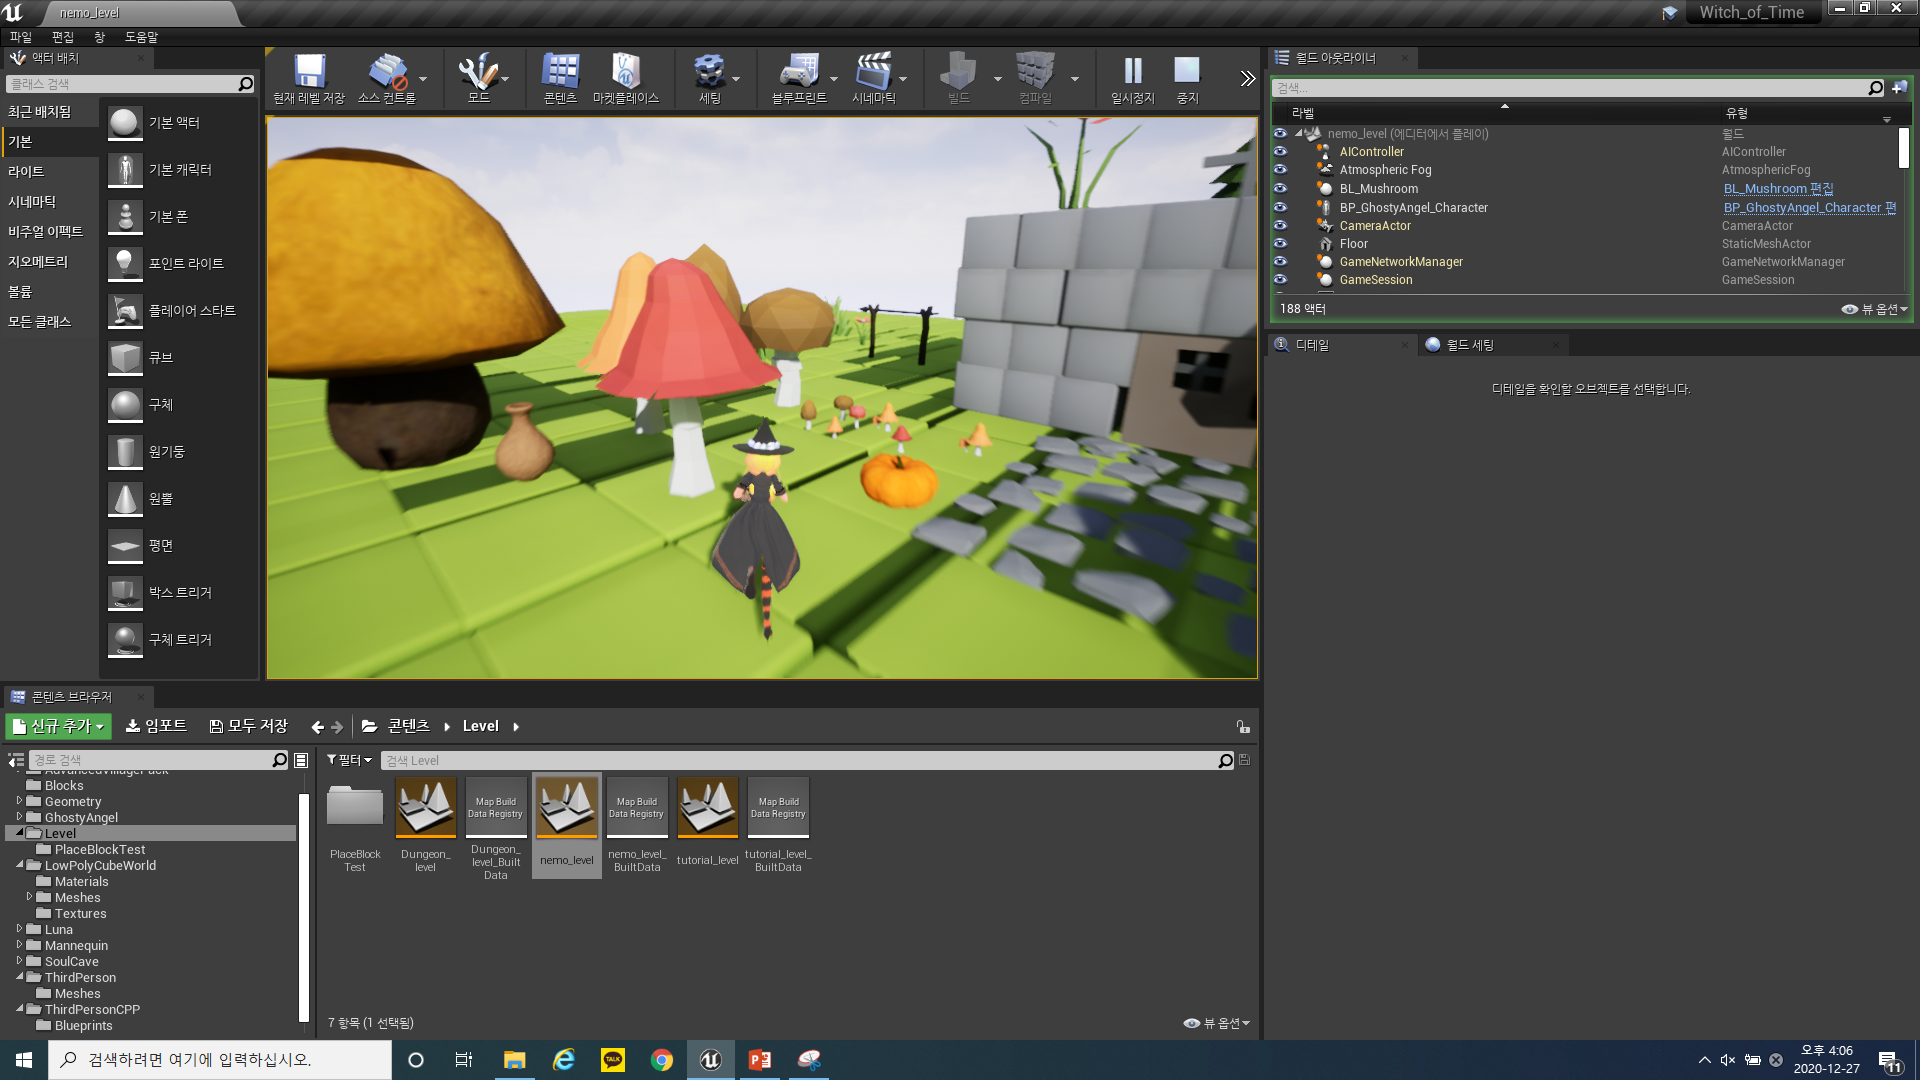 nemo_level
Witch_of_Time
파일 편집 창 도움말
액터 배치
클래스 검색
최근 배치됨
기본
라이트
시네마틱
비주얼 이펙트
지오메트리
볼륨
모든 클래스
기본 액터
기본 캐릭터
기본 폰
포인트 라이트
플레이어 스타트
큐브
구체
원기둥
원뿔
평면
박스 트리거
구체 트리거
현재 레벨 저장 소스 컨트롤 모드 콘텐츠 마켓플레이스 세팅 블루프린트 시네마틱 빌드 컴파일 일시정지 중지
월드 아웃라이너
검색...
라벨 유형
nemo_level (에디터에서 플레이) 월드
AIController AIController
Atmospheric Fog AtmosphericFog
BL_Mushroom BL_Mushroom 편집
BP_GhostyAngel_Character BP_GhostyAngel_Character 편
CameraActor CameraActor
Floor StaticMeshActor
GameNetworkManager GameNetworkManager
GameSession GameSession
188 액터 뷰 옵션
디테일 월드 세팅
디테일을 확인할 오브젝트를 선택합니다.
콘텐츠 브라우저
신규 추가 임포트 모두 저장 콘텐츠 Level
경로 검색
필터 검색 Level
AdvancedVillagePack
Blocks
Geometry
GhostyAngel
Level
PlaceBlockTest
LowPolyCubeWorld
Materials
Meshes
Textures
Luna
Mannequin
SoulCave
ThirdPerson
Meshes
ThirdPersonCPP
Blueprints
Map Build
Data Registry
Map Build
Data Registry
Map Build
Data Registry
PlaceBlock
Test
Dungeon_
level
Dungeon_
level_Built
Data
nemo_level
nemo_level_
BuiltData
tutorial_level
tutorial_level_
BuiltData
7 항목 (1 선택됨) 뷰 옵션
검색하려면 여기에 입력하십시오.
TALK
오후 4:06
2020-12-27
11